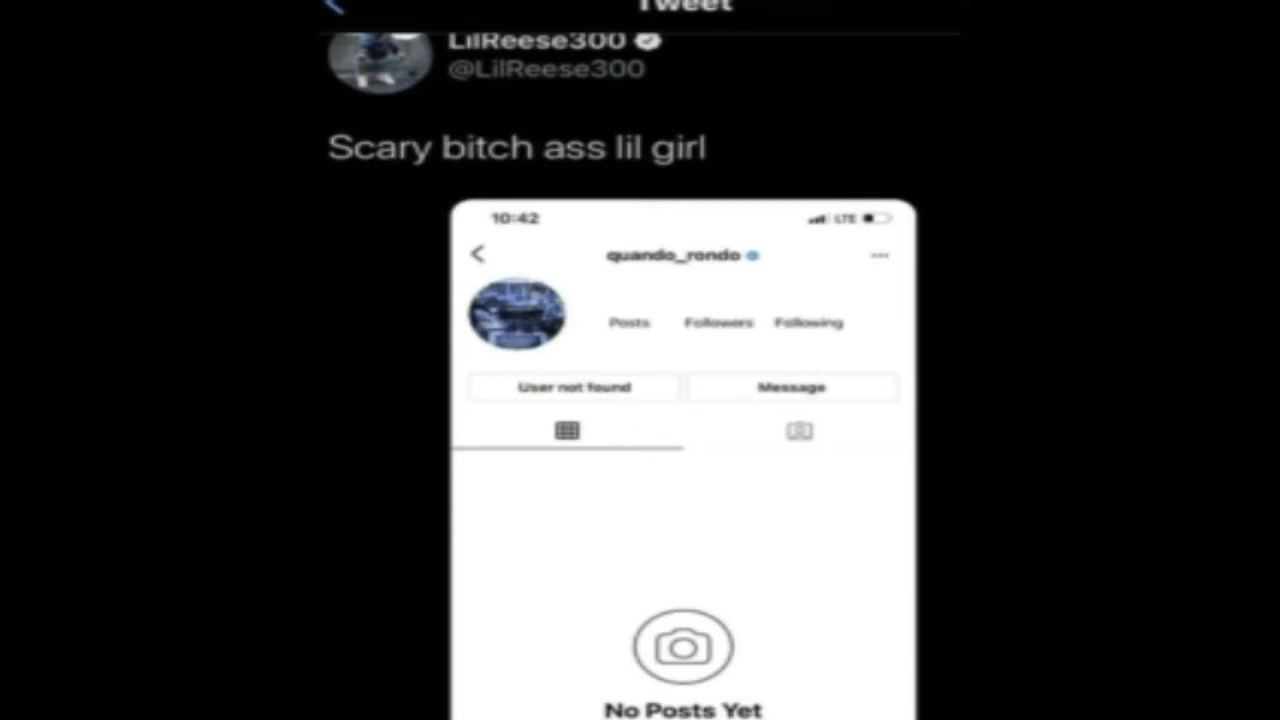 Tweet
LilReese300
@LilReese300
Scary bitch ass lil girl
10:42 LTE
quando_rondo
Posts Followers Following
User not found Message
No Posts Yet